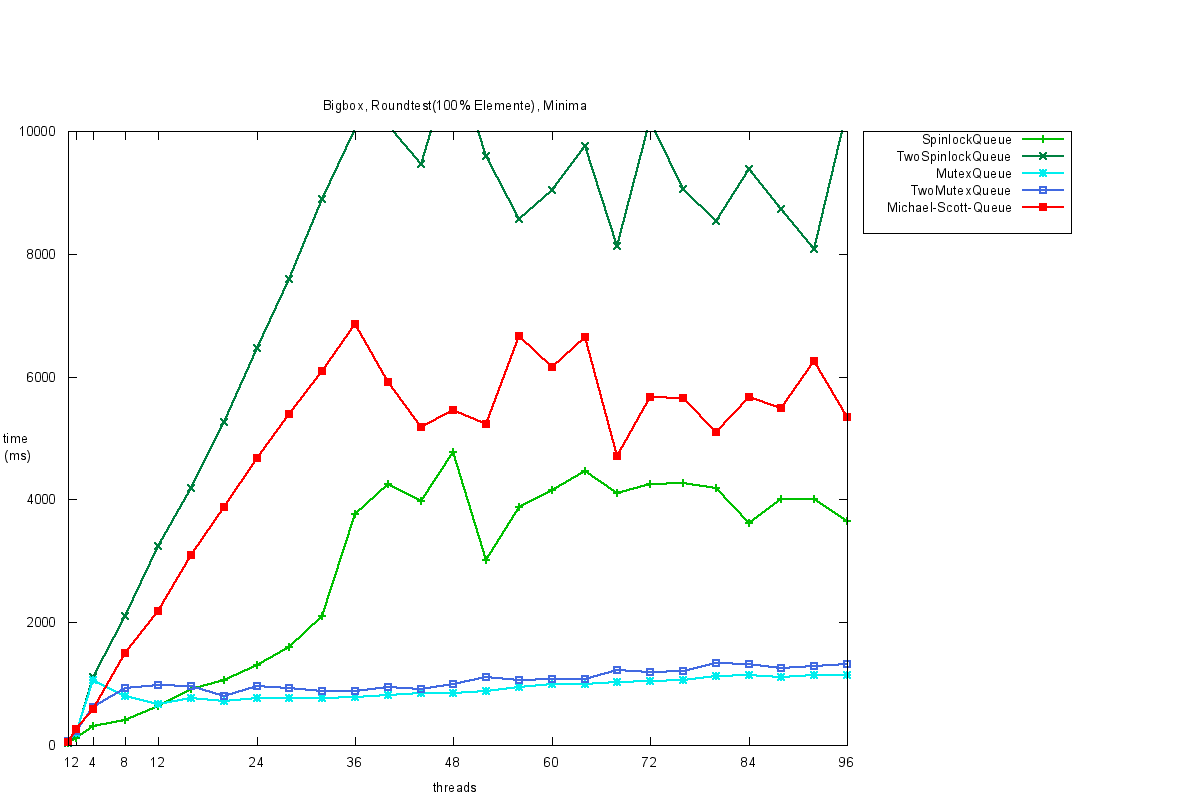 Bigbox, Roundtest(100% Elemente), Minima
10000
8000
6000
4000
2000
0
time
(ms)
1 2 4 8 12 24 36 48 60 72 84 96
threads
SpinlockQueue
TwoSpinlockQueue
MutexQueue
TwoMutexQueue
Michael-Scott-Queue